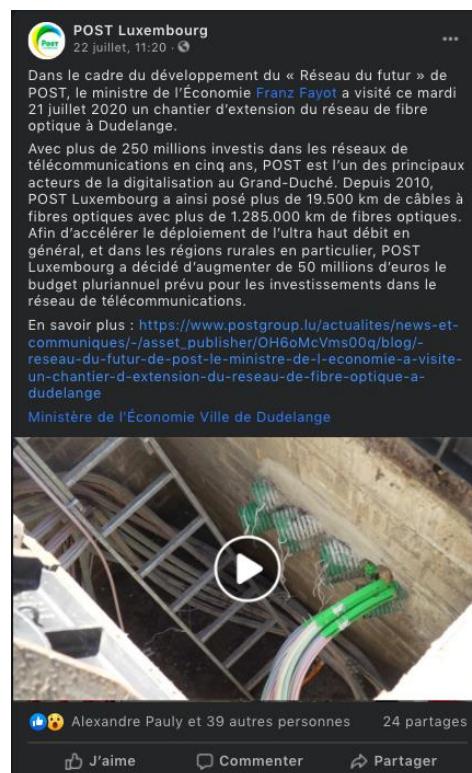 POST Luxembourg
22 juillet, 11:20 ·
Dans le cadre du développement du « Réseau du futur » de
POST, le ministre de l'Économie Franz Fayot a visité ce mardi
21 juillet 2020 un chantier d'extension du réseau de fibre
optique à Dudelange.
Avec plus de 250 millions investis dans les réseaux de
télécommunications en cinq ans, POST est l'un des principaux
acteurs de la digitalisation au Grand-Duché. Depuis 2010,
POST Luxembourg a ainsi posé plus 19.500 km de câbles à
fibres optiques avec plus de 1.285.000 km de fibres optiques.
Afin d'accélérer le déploiement de l'ultra haut débit en
général, et dans les régions rurales en particulier, POST
Luxembourg a décidé d'augmenter de 50 millions d'euros le
budget pluriannuel prévu pour les investissements dans le
réseau de télécommunications.
En savoir plus : https://www.postgroup.lu/actualites/news-et-
communiques/-/asset_publisher/OH6oMcVms00q/blog/-
reseau-du-futur-de-post-le-ministre-de-l-economie-a-visite-
un-chantier-d-extension-du-reseau-de-fibre-optique-a-
dudelange
Ministère de l'Économie Ville de Dudelange
Alexandre Pauly et 39 autres personnes 24 partages
J'aime Commenter Partager